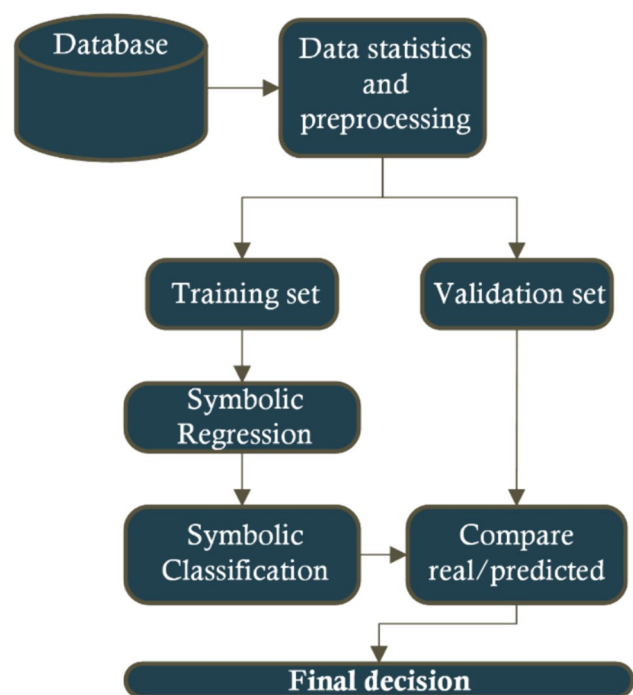 Database
Data statistics
and
preprocessing
Training set
Validation set
Symbolic
Regression
Symbolic
Classification
Compare
real/predicted
Final decision